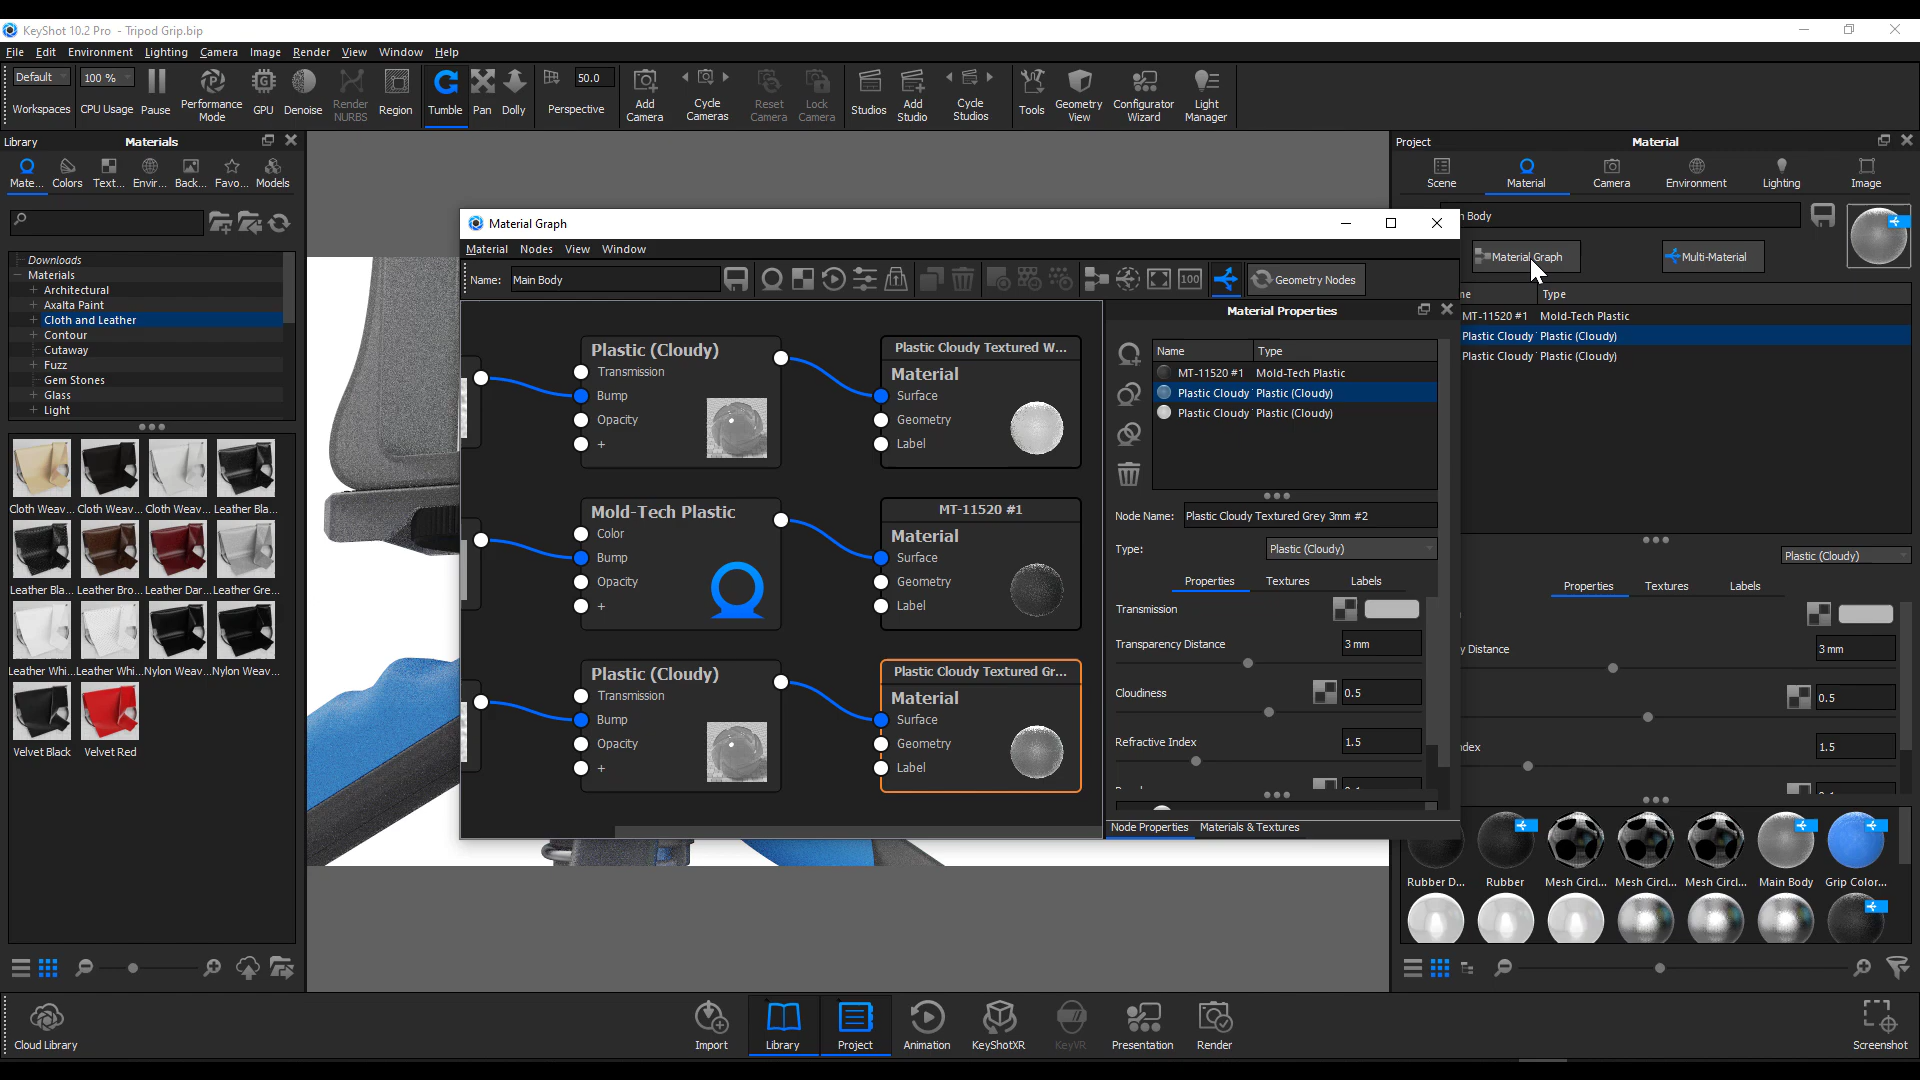 KeyShot 10.2 Pro - Tripod Grip.bip
File Edit Environment Lighting Camera Image Render View Window Help
Default 100 % 50.0
Workspaces CPU Usage Pause Performance Mode GPU Denoise Render NURBS Region Tumble Pan Dolly Perspective Add Camera Cycle Cameras Reset Camera Lock Camera Studios Add Studio Cycle Studios Tools Geometry View Configurator Wizard Light Manager
Library Materials
Mate... Colors Text... Envir... Back... Favo... Models
Downloads
Materials
Architectural
Axalta Paint
Cloth and Leather
Contour
Cutaway
Fuzz
Gem Stones
Glass
Light
Cloth Weav... Cloth Weav... Cloth Weav... Leather Bla...
Leather Bla... Leather Bro... Leather Dar... Leather Gre...
Leather Whi... Leather Whi... Nylon Weav... Nylon Weav...
Velvet Black Velvet Red
Material Graph
Material Nodes View Window
Name: Main Body 100 Geometry Nodes
Plastic (Cloudy)
Transmission
Bump
Opacity
+
Plastic Cloudy Textured W...
Material
Surface
Geometry
Label
Mold-Tech Plastic
Color
Bump
Opacity
+
MT-11520 #1
Material
Surface
Geometry
Label
Plastic (Cloudy)
Transmission
Bump
Opacity
+
Plastic Cloudy Textured Gr...
Material
Surface
Geometry
Label
Material Properties
Name Type
MT-11520 #1 Mold-Tech Plastic
Plastic Cloudy Plastic (Cloudy)
Plastic Cloudy Plastic (Cloudy)
Node Name: Plastic Cloudy Textured Grey 3mm #2
Type: Plastic (Cloudy)
Properties Textures Labels
Transmission
Transparency Distance 3 mm
Cloudiness 0.5
Refractive Index 1.5
Node Properties Materials & Textures
Project Material
Scene Material Camera Environment Lighting Image
Body
Material Graph Multi-Material
Type
MT-11520 #1 Mold-Tech Plastic
Plastic Cloudy Plastic (Cloudy)
Plastic Cloudy Plastic (Cloudy)
Plastic (Cloudy)
Properties Textures Labels
y Distance 3 mm
0.5
dex 1.5
Rubber D... Rubber Mesh Circl... Mesh Circl... Mesh Circl... Main Body Grip Color...
Cloud Library Import Library Project Animation KeyShotXR KeyVR Presentation Render Screenshot